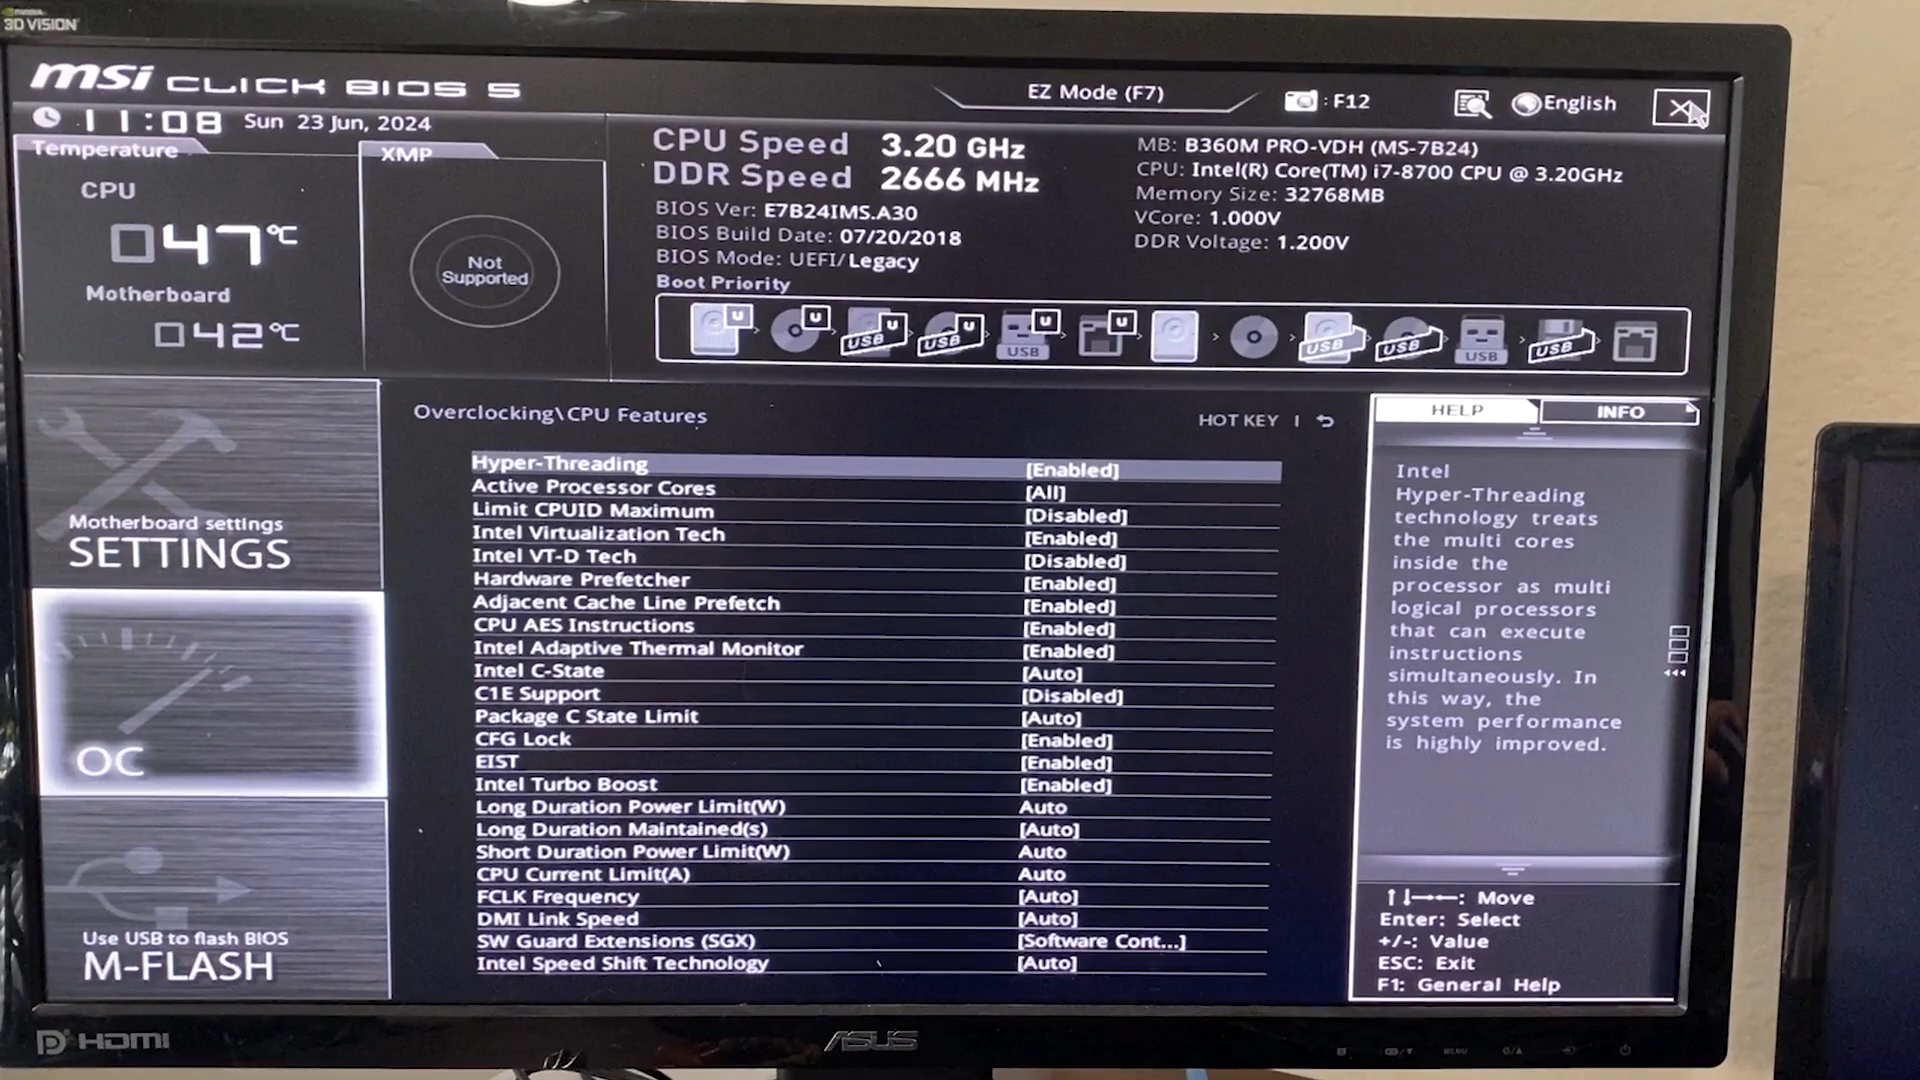 NVIDIA
3D VISION
msi CLICK BIOS 5
EZ Mode (F7)
: F12
English
11:08 Sun 23 Jun, 2024
Temperature
CPU
047°C
Motherboard
042°C
XMP
Not
Supported
CPU Speed 3.20 GHz
DDR Speed 2666 MHz
BIOS Ver: E7B24IMS.A30
BIOS Build Date: 07/20/2018
BIOS Mode: UEFI/Legacy
MB: B360M PRO-VDH (MS-7B24)
CPU: Intel(R) Core(TM) i7-8700 CPU @ 3.20GHz
Memory Size: 32768MB
VCore: 1.000V
DDR Voltage: 1.200V
Boot Priority
U U USB U USB U USB U U USB USB USB USB
Motherboard settings
SETTINGS
OC
Use USB to flash BIOS
M-FLASH
Overclocking\CPU Features
HOT KEY |
Hyper-Threading [Enabled]
Active Processor Cores [All]
Limit CPUID Maximum [Disabled]
Intel Virtualization Tech [Enabled]
Intel VT-D Tech [Disabled]
Hardware Prefetcher [Enabled]
Adjacent Cache Line Prefetch [Enabled]
CPU AES Instructions [Enabled]
Intel Adaptive Thermal Monitor [Enabled]
Intel C-State [Auto]
C1E Support [Disabled]
Package C State Limit [Auto]
CFG Lock [Enabled]
EIST [Enabled]
Intel Turbo Boost [Enabled]
Long Duration Power Limit(W) Auto
Long Duration Maintained(s) [Auto]
Short Duration Power Limit(W) Auto
CPU Current Limit(A) Auto
FCLK Frequency [Auto]
DMI Link Speed [Auto]
SW Guard Extensions (SGX) [Software Cont...]
Intel Speed Shift Technology [Auto]
HELP
INFO
Intel
Hyper-Threading
technology treats
the multi cores
inside the
processor as multi
logical processors
that can execute
instructions
simultaneously. In
this way, the
system performance
is highly improved.
↑↓→←: Move
Enter: Select
+/-: Value
ESC: Exit
F1: General Help
HDMI
ASUS
MENU